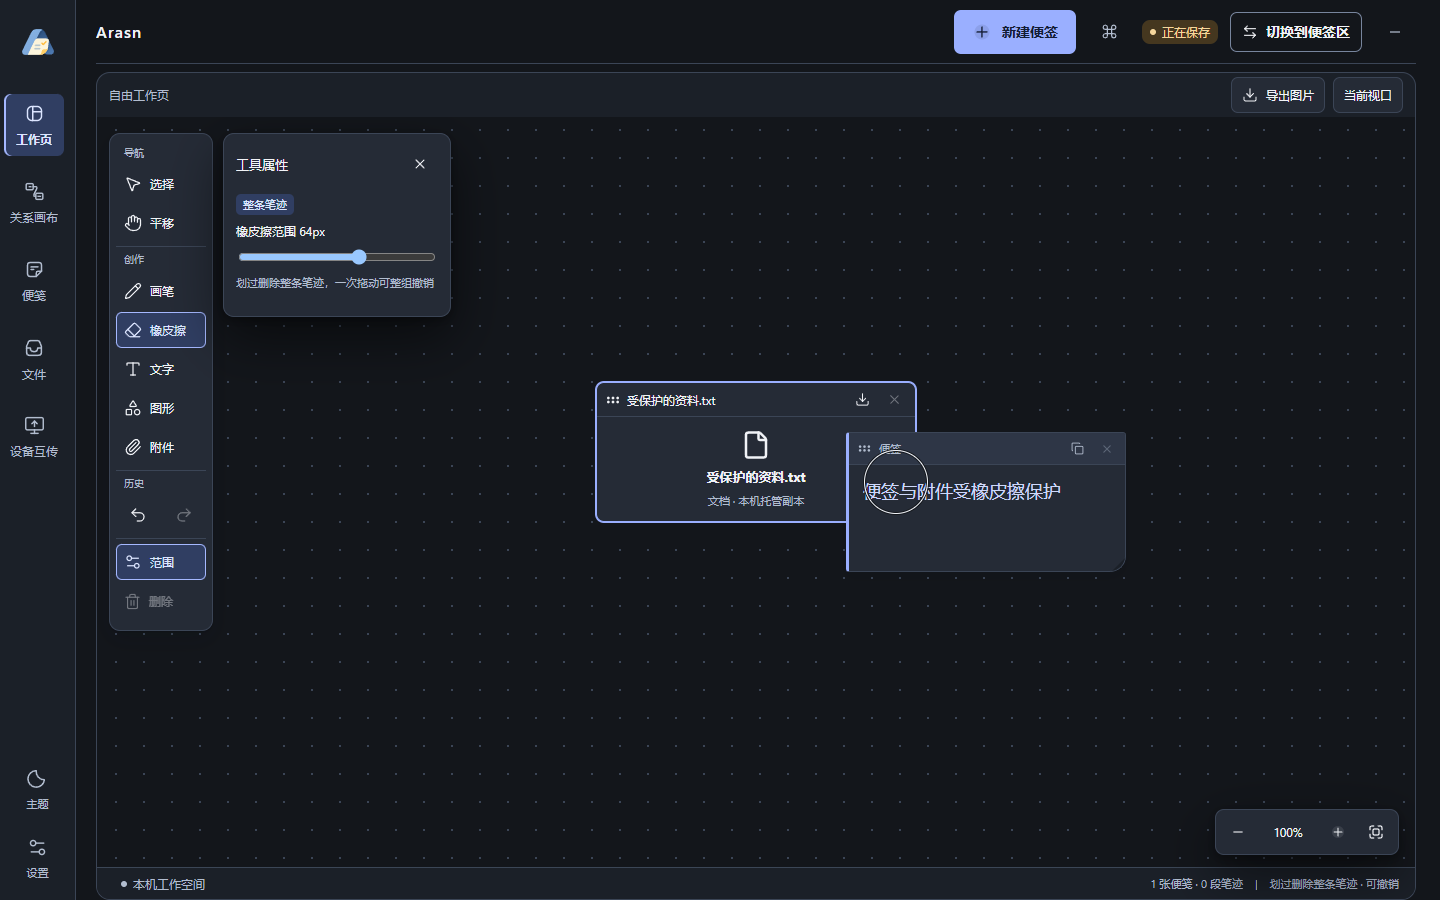 Arasn
新建便签
正在保存
切换到便签区
工作页
关系画布
便笺
文件
设备互传
主题
设置
自由工作页
导出图片
当前视口
导航
选择
平移
创作
画笔
橡皮擦
文字
图形
附件
历史
范围
删除
工具属性
整条笔迹
橡皮擦范围 64px
划过删除整条笔迹，一次拖动可整组撤销
受保护的资料.txt
受保护的资料.txt
文档 · 本机托管副本
便签
便签与附件受橡皮擦保护
100%
本机工作空间
1 张便笺 · 0 段笔迹 | 划过删除整条笔迹 · 可撤销